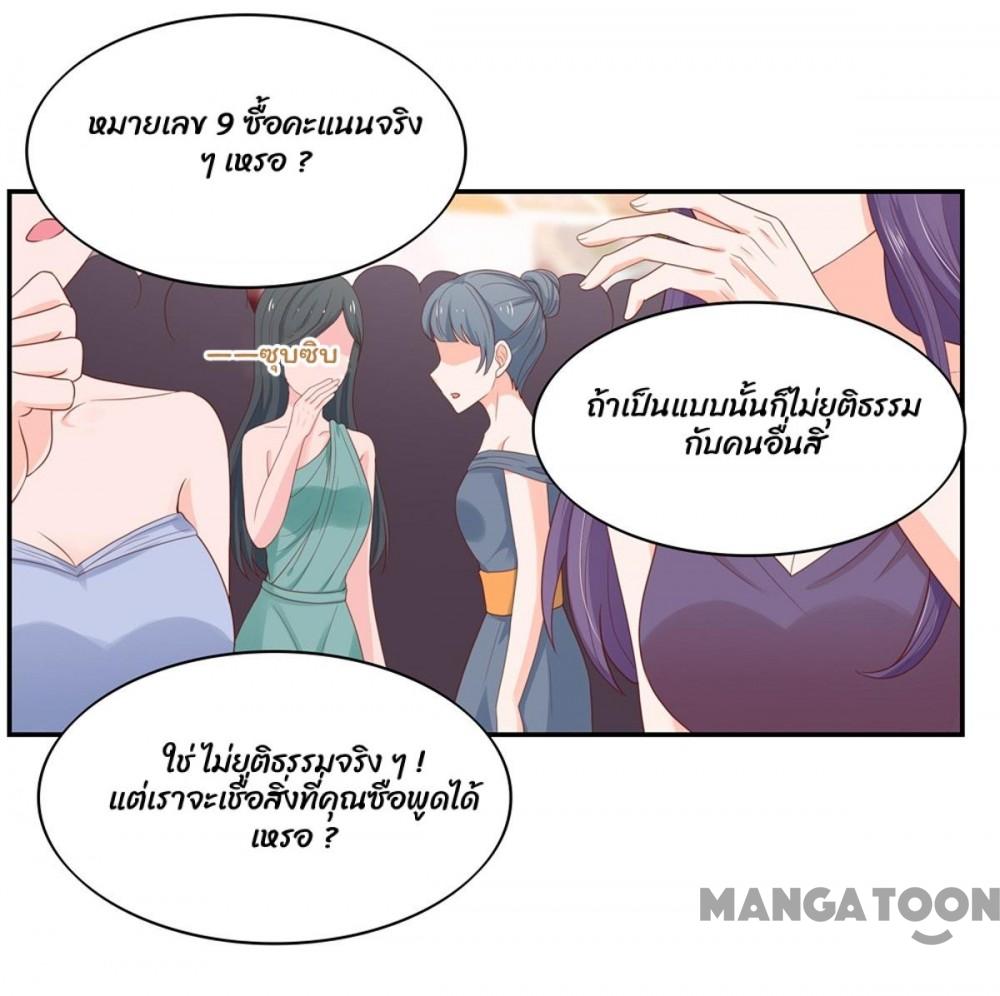 หมายเลข 9 ซื้อคะแนนจริง
ๆ เหรอ ?
——ซุบซิบ
ถ้าเป็นแบบนั้นก็ไม่ยุติธรรม
กับคนอื่นสิ
ใช่ ไม่ยุติธรรมจริง ๆ !
แต่เราจะเชื่อสิ่งที่คุณซือพูดได้
เหรอ ?
MANGATOON